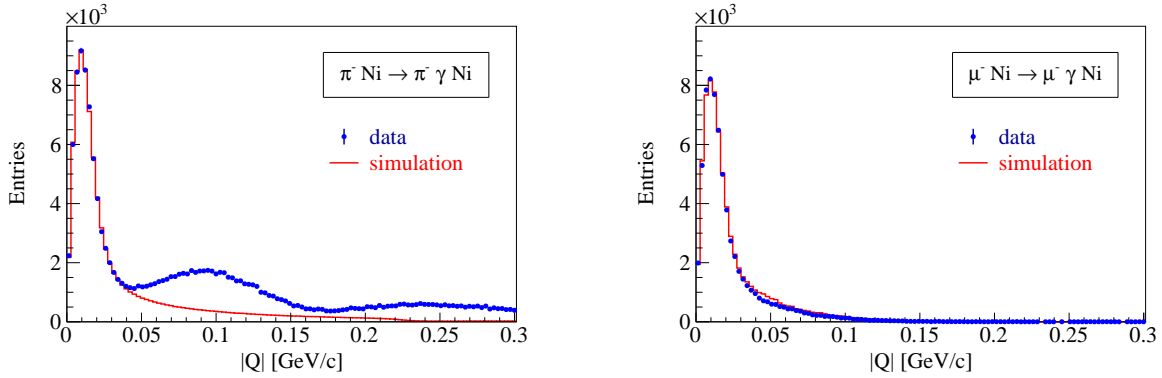 ×10³
π⁻ Ni → π⁻ γ Ni
data
simulation
Entries
8
6
4
2
0
0 0.05 0.1 0.15 0.2 0.25 0.3
|Q| [GeV/c]
×10³
μ⁻ Ni → μ⁻ γ Ni
data
simulation
Entries
8
6
4
2
0
0 0.05 0.1 0.15 0.2 0.25 0.3
|Q| [GeV/c]